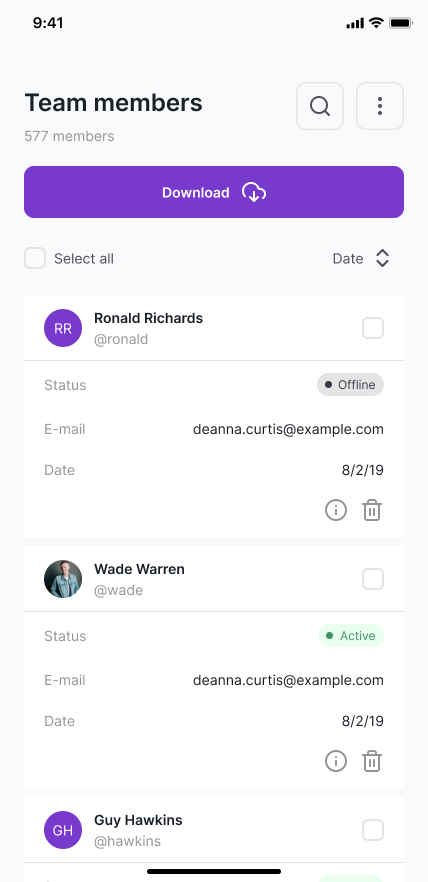 9:41
Team members
577 members
Download
Select all
Date
RR
Ronald Richards
@ronald
Status
Offline
E-mail
deanna.curtis@example.com
Date
8/2/19
Wade Warren
@wade
Status
Active
E-mail
deanna.curtis@example.com
Date
8/2/19
GH
Guy Hawkins
@hawkins